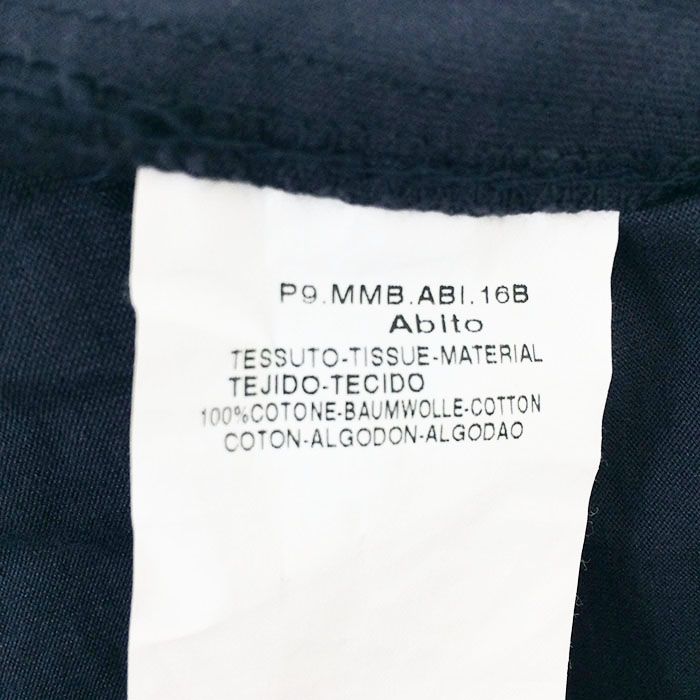 P9.MMB.ABI.16B
Abito
TESSUTO-TISSUE-MATERIAL
TEJIDO-TECIDO
100%COTONE-BAUMWOLLE-COTTON
COTON-ALGODON-ALGODAO